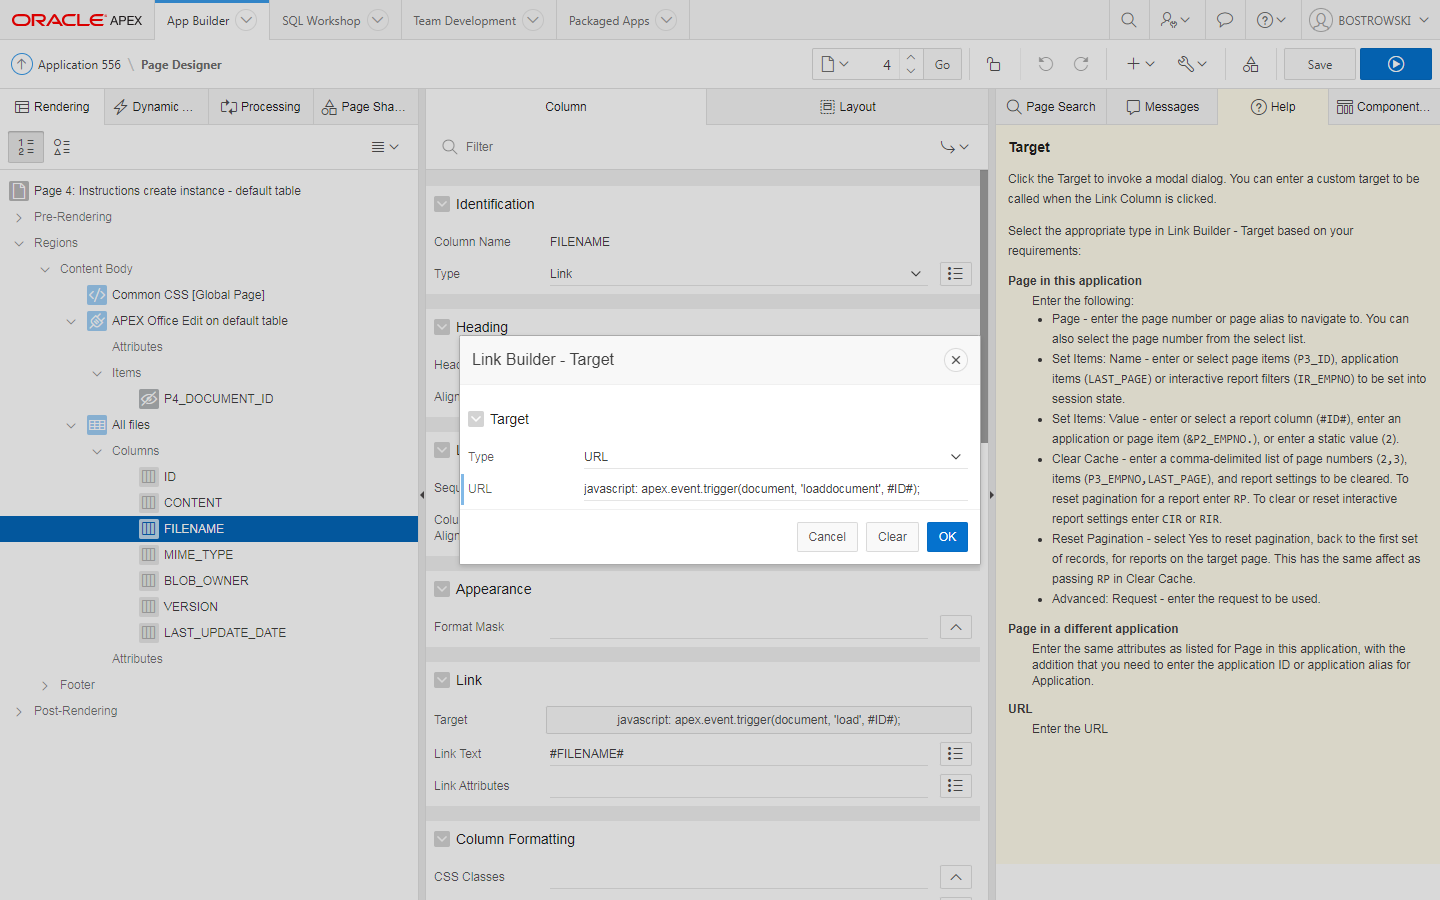 ORACLE APEX App Builder SQL Workshop Team Development Packaged Apps BOSTROWSKI
Application 556 \ Page Designer 4 Go Save
Rendering Dynamic ... Processing Page Sha...
Page 4: Instructions create instance - default table
Pre-Rendering
Regions
Content Body
Common CSS [Global Page]
APEX Office Edit on default table
Attributes
Items
P4_DOCUMENT_ID
All files
Columns
ID
CONTENT
FILENAME
MIME_TYPE
BLOB_OWNER
VERSION
LAST_UPDATE_DATE
Attributes
Footer
Post-Rendering
Column Layout
Filter
Identification
Column Name FILENAME
Type Link
Heading
Head
Align
L
Sequ
Colu
Align
Link Builder - Target
Target
Type URL
URL javascript: apex.event.trigger(document, 'loaddocument', #ID#);
Cancel Clear OK
Appearance
Format Mask
Link
Target javascript: apex.event.trigger(document, 'load', #ID#);
Link Text #FILENAME#
Link Attributes
Column Formatting
CSS Classes
Page Search Messages Help Component...
Target
Click the Target to invoke a modal dialog. You can enter a custom target to be
called when the Link Column is clicked.
Select the appropriate type in Link Builder - Target based on your
requirements:
Page in this application
Enter the following:
• Page - enter the page number or page alias to navigate to. You can
also select the page number from the select list.
• Set Items: Name - enter or select page items (P3_ID), application
items (LAST_PAGE) or interactive report filters (IR_EMPNO) to be set into
session state.
• Set Items: Value - enter or select a report column (#ID#), enter an
application or page item (&P2_EMPNO.), or enter a static value (2).
• Clear Cache - enter a comma-delimited list of page numbers (2,3),
items (P3_EMPNO,LAST_PAGE), and report settings to be cleared. To
reset pagination for a report enter RP. To clear or reset interactive
report settings enter CIR or RIR.
• Reset Pagination - select Yes to reset pagination, back to the first set
of records, for reports on the target page. This has the same affect as
passing RP in Clear Cache.
• Advanced: Request - enter the request to be used.
Page in a different application
Enter the same attributes as listed for Page in this application, with the
addition that you need to enter the application ID or application alias for
Application.
URL
Enter the URL